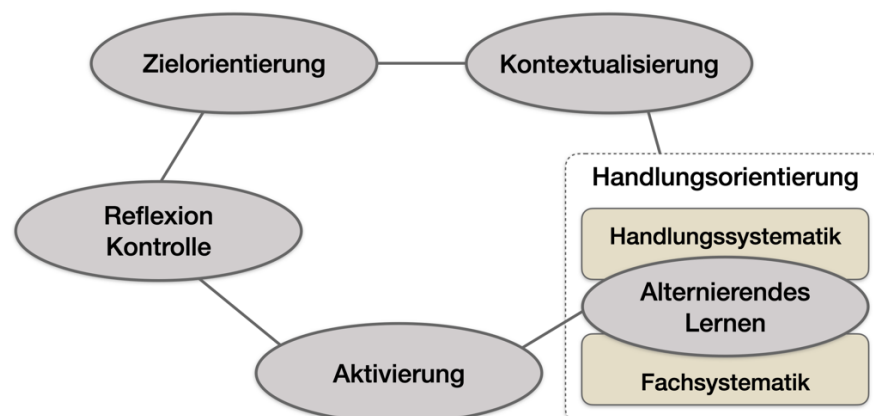 Zielorientierung
Kontextualisierung
Handlungsorientierung
Handlungssystematik
Reflexion
Kontrolle
Alternierendes
Lernen
Aktivierung
Fachsystematik